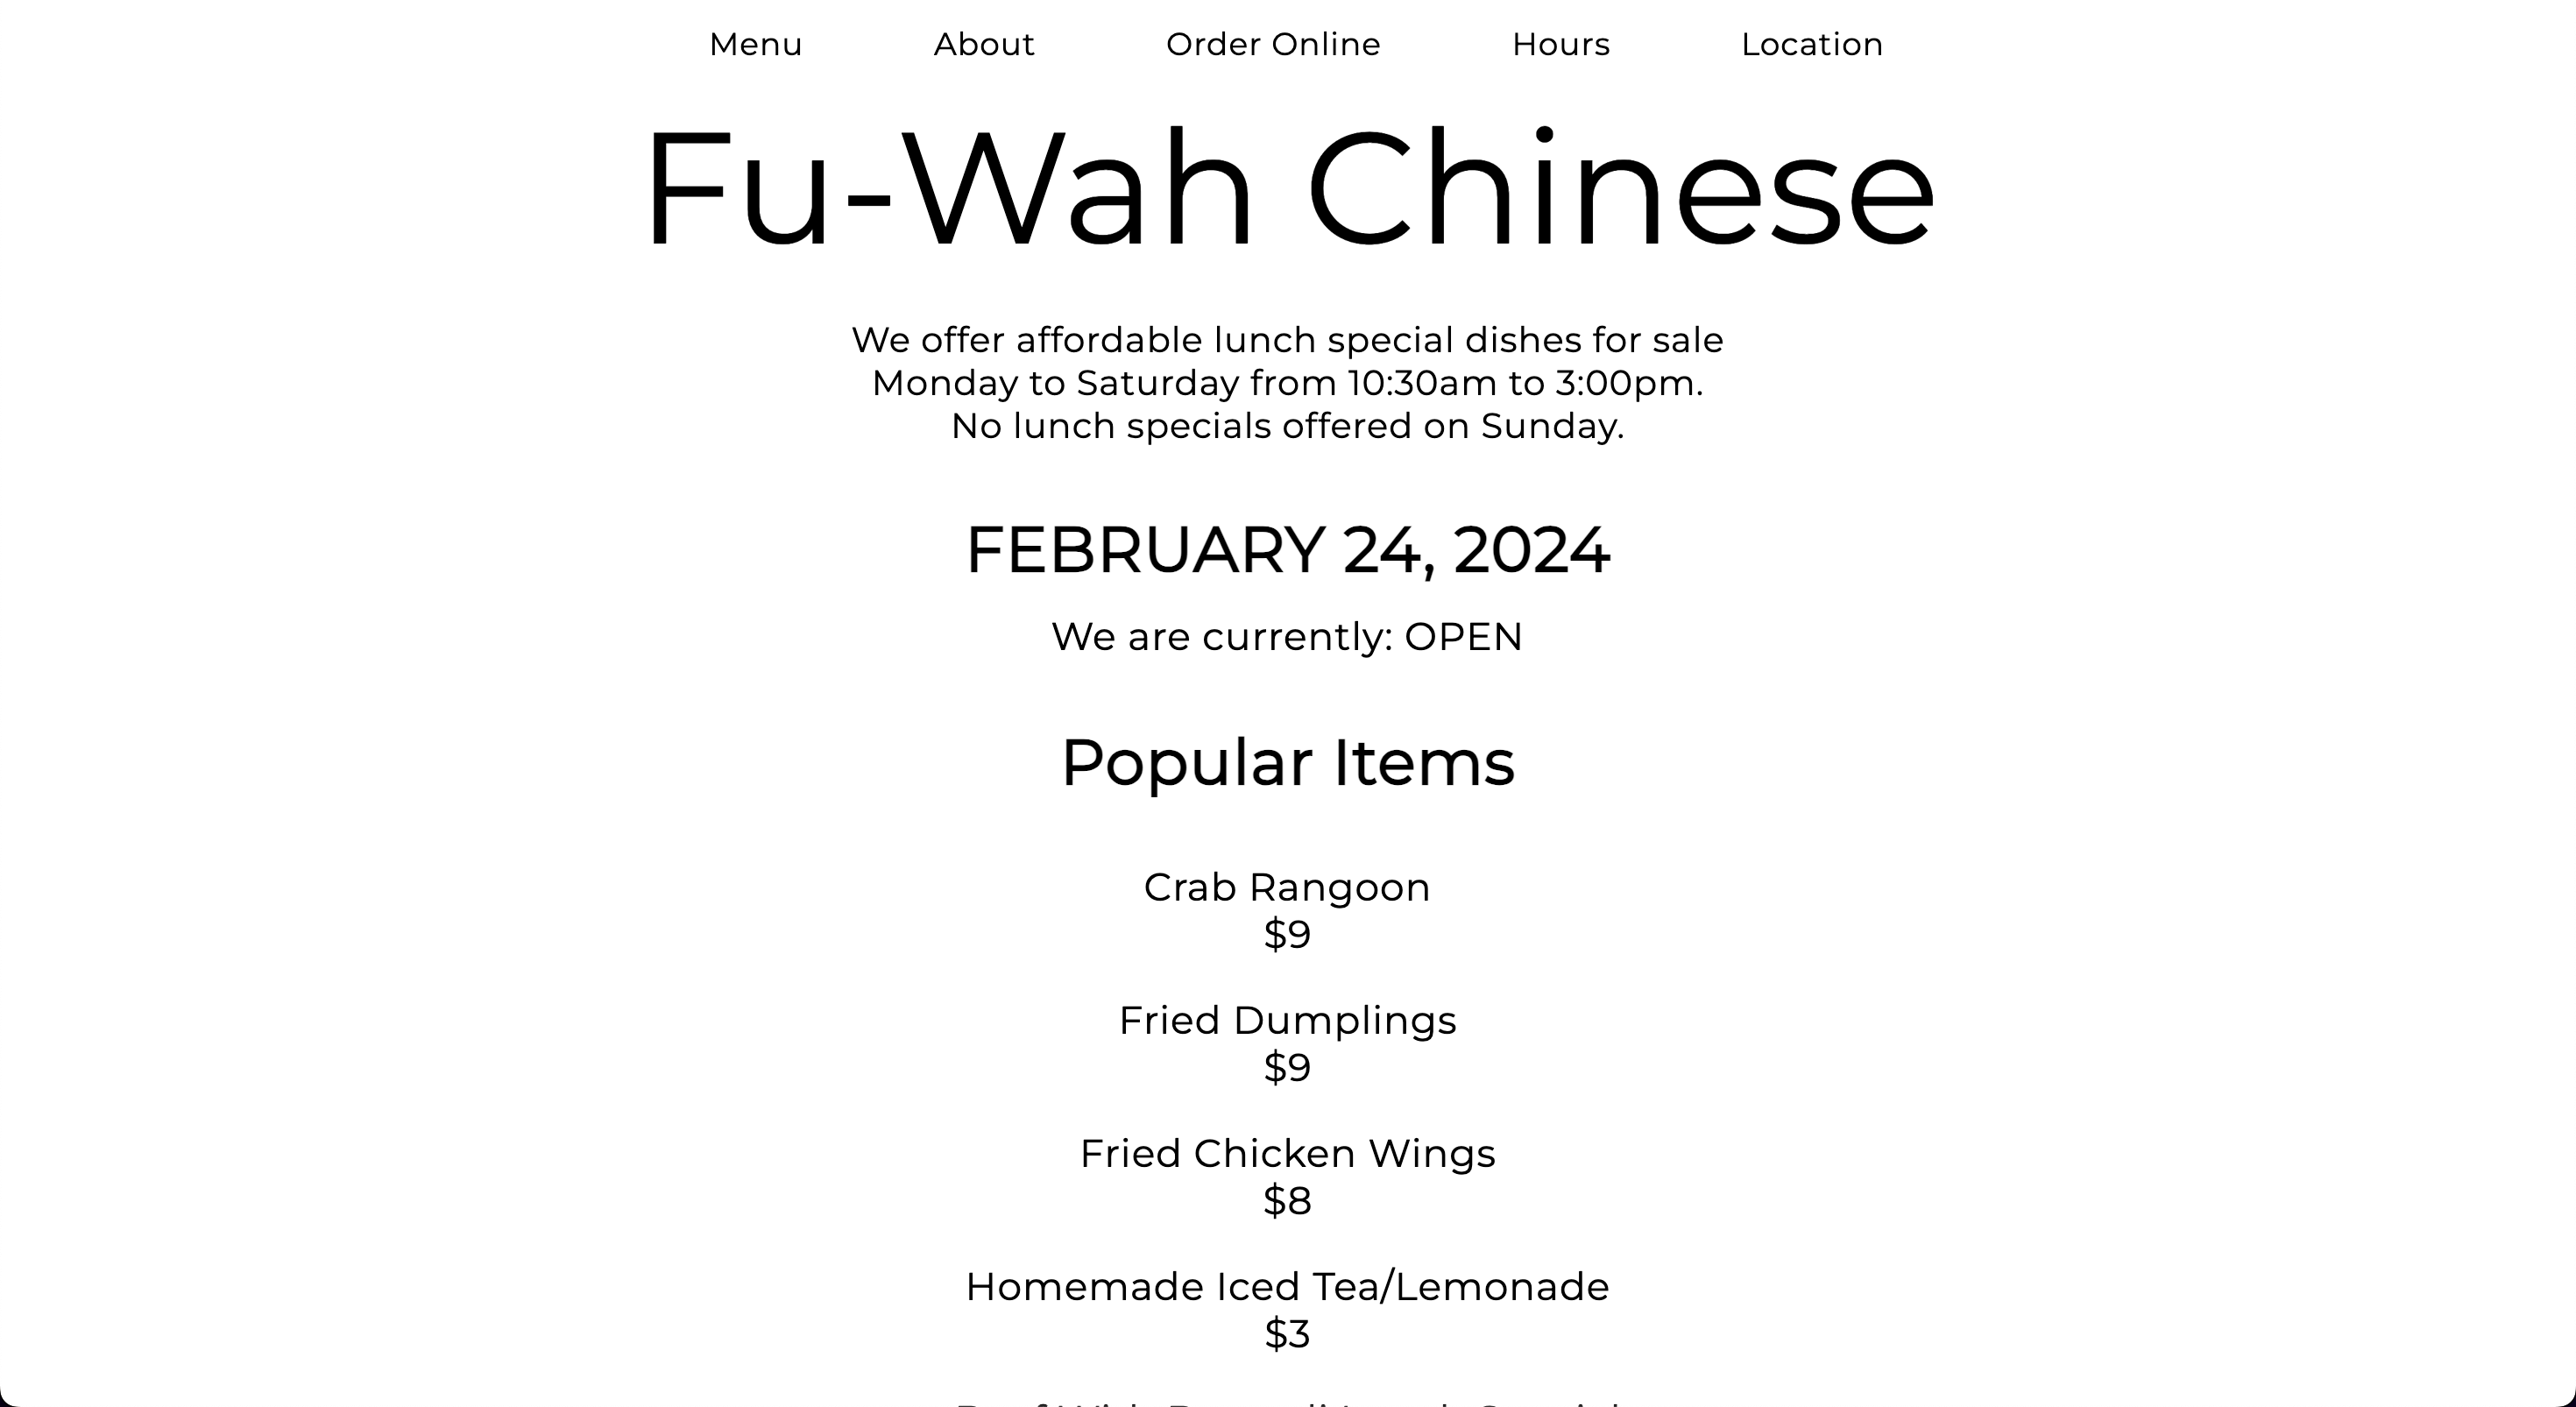 Menu About Order Online Hours Location
Fu-Wah Chinese
We offer affordable lunch special dishes for sale
Monday to Saturday from 10:30am to 3:00pm.
No lunch specials offered on Sunday.
FEBRUARY 24, 2024
We are currently: OPEN
Popular Items
Crab Rangoon
$9
Fried Dumplings
$9
Fried Chicken Wings
$8
Homemade Iced Tea/Lemonade
$3